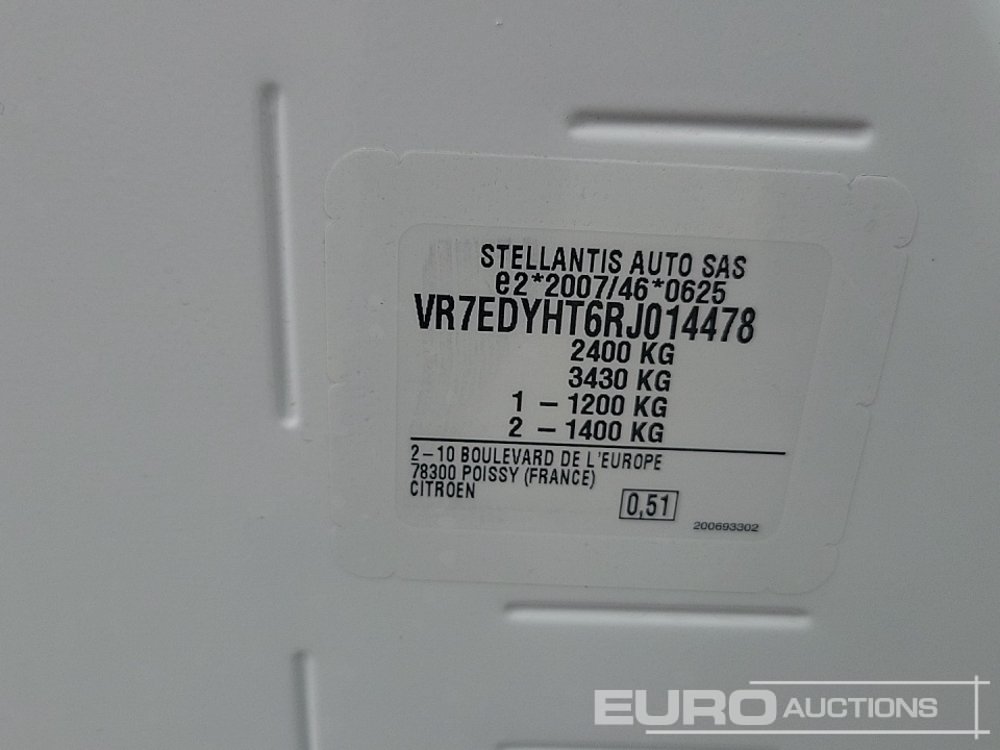 STELLANTIS AUTO SAS
e2*2007/46*0625
VR7EDYHT6RJ014478
2400 KG
3430 KG
1 – 1200 KG
2 – 1400 KG
2–10 BOULEVARD DE L'EUROPE
78300 POISSY (FRANCE)
CITROEN
0,51
200693302
EURO AUCTIONS